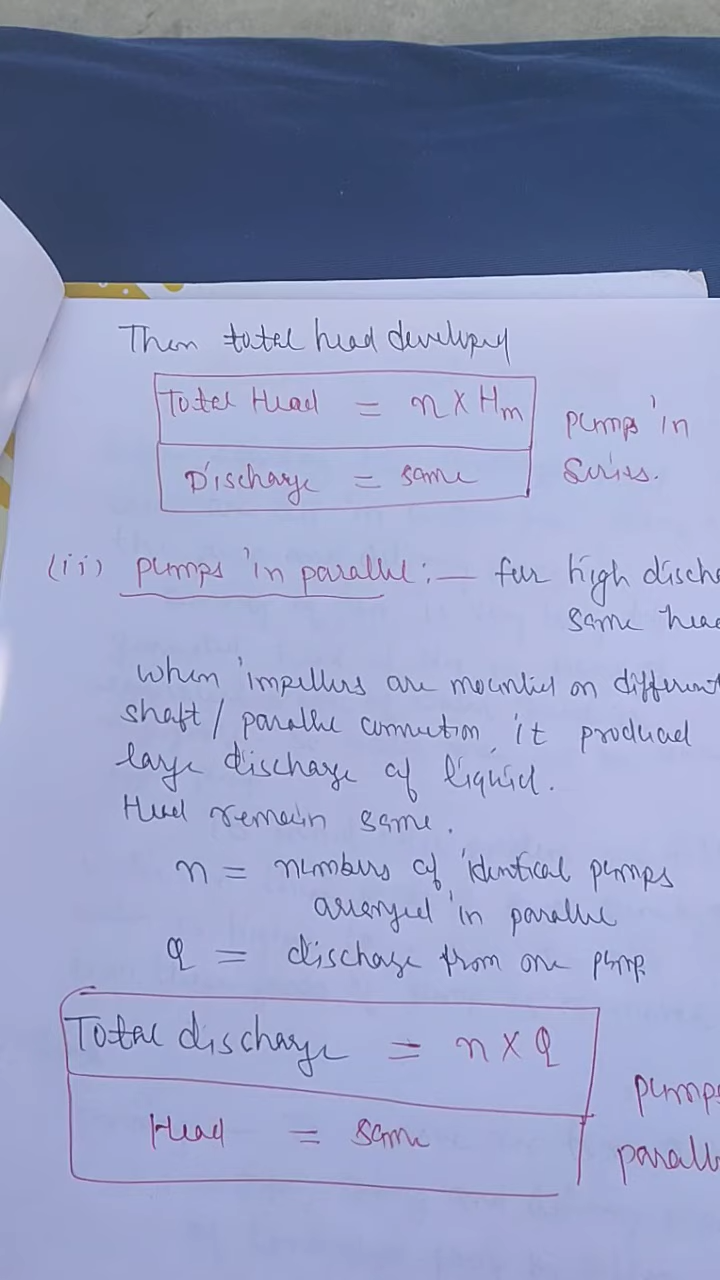 Then total head developed
Total Head = n × Hm
pumps in
Discharge = same
series.
(ii) pumps in parallel :— for high disch
same hea
when impellers are mounted on different
shaft / parallel connection, it produced
large discharge of liquid.
Head remain same.
n = numbers of identical pumps
arranged in parallel
Q = discharge from one pump.
Total discharge = n × Q
pumps
Head = same
parall